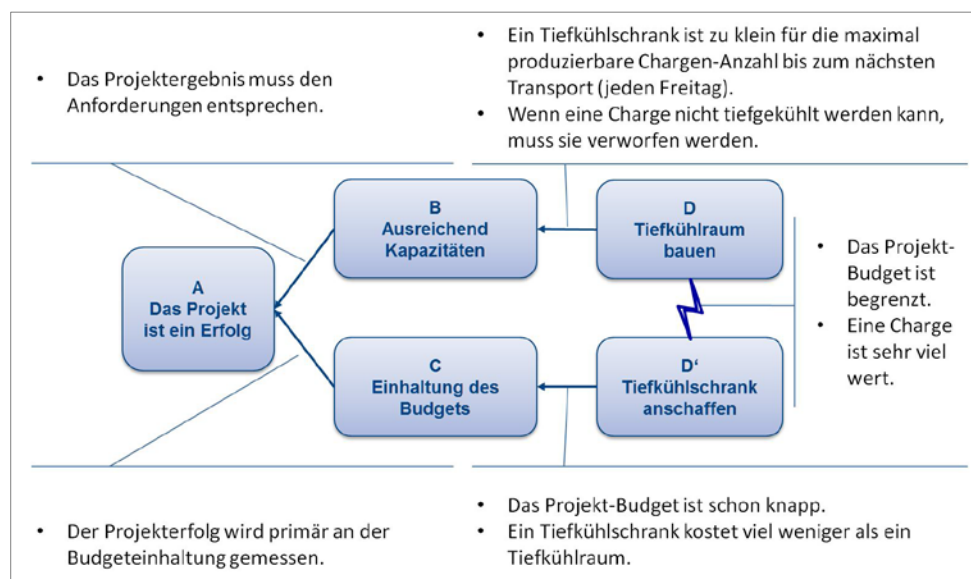 • Das Projektergebnis muss den
Anforderungen entsprechen.
• Ein Tiefkühlschrank ist zu klein für die maximal
produzierbare Chargen-Anzahl bis zum nächsten
Transport (jeden Freitag).
• Wenn eine Charge nicht tiefgekühlt werden kann,
muss sie verworfen werden.
A
Das Projekt
ist ein Erfolg
B
Ausreichend
Kapazitäten
D
Tiefkühlraum
bauen
C
Einhaltung des
Budgets
D‘
Tiefkühlschrank
anschaffen
• Das Projekt-
Budget ist
begrenzt.
• Eine Charge
ist sehr viel
wert.
• Der Projekterfolg wird primär an der
Budgeteinhaltung gemessen.
• Das Projekt-Budget ist schon knapp.
• Ein Tiefkühlschrank kostet viel weniger als ein
Tiefkühlraum.